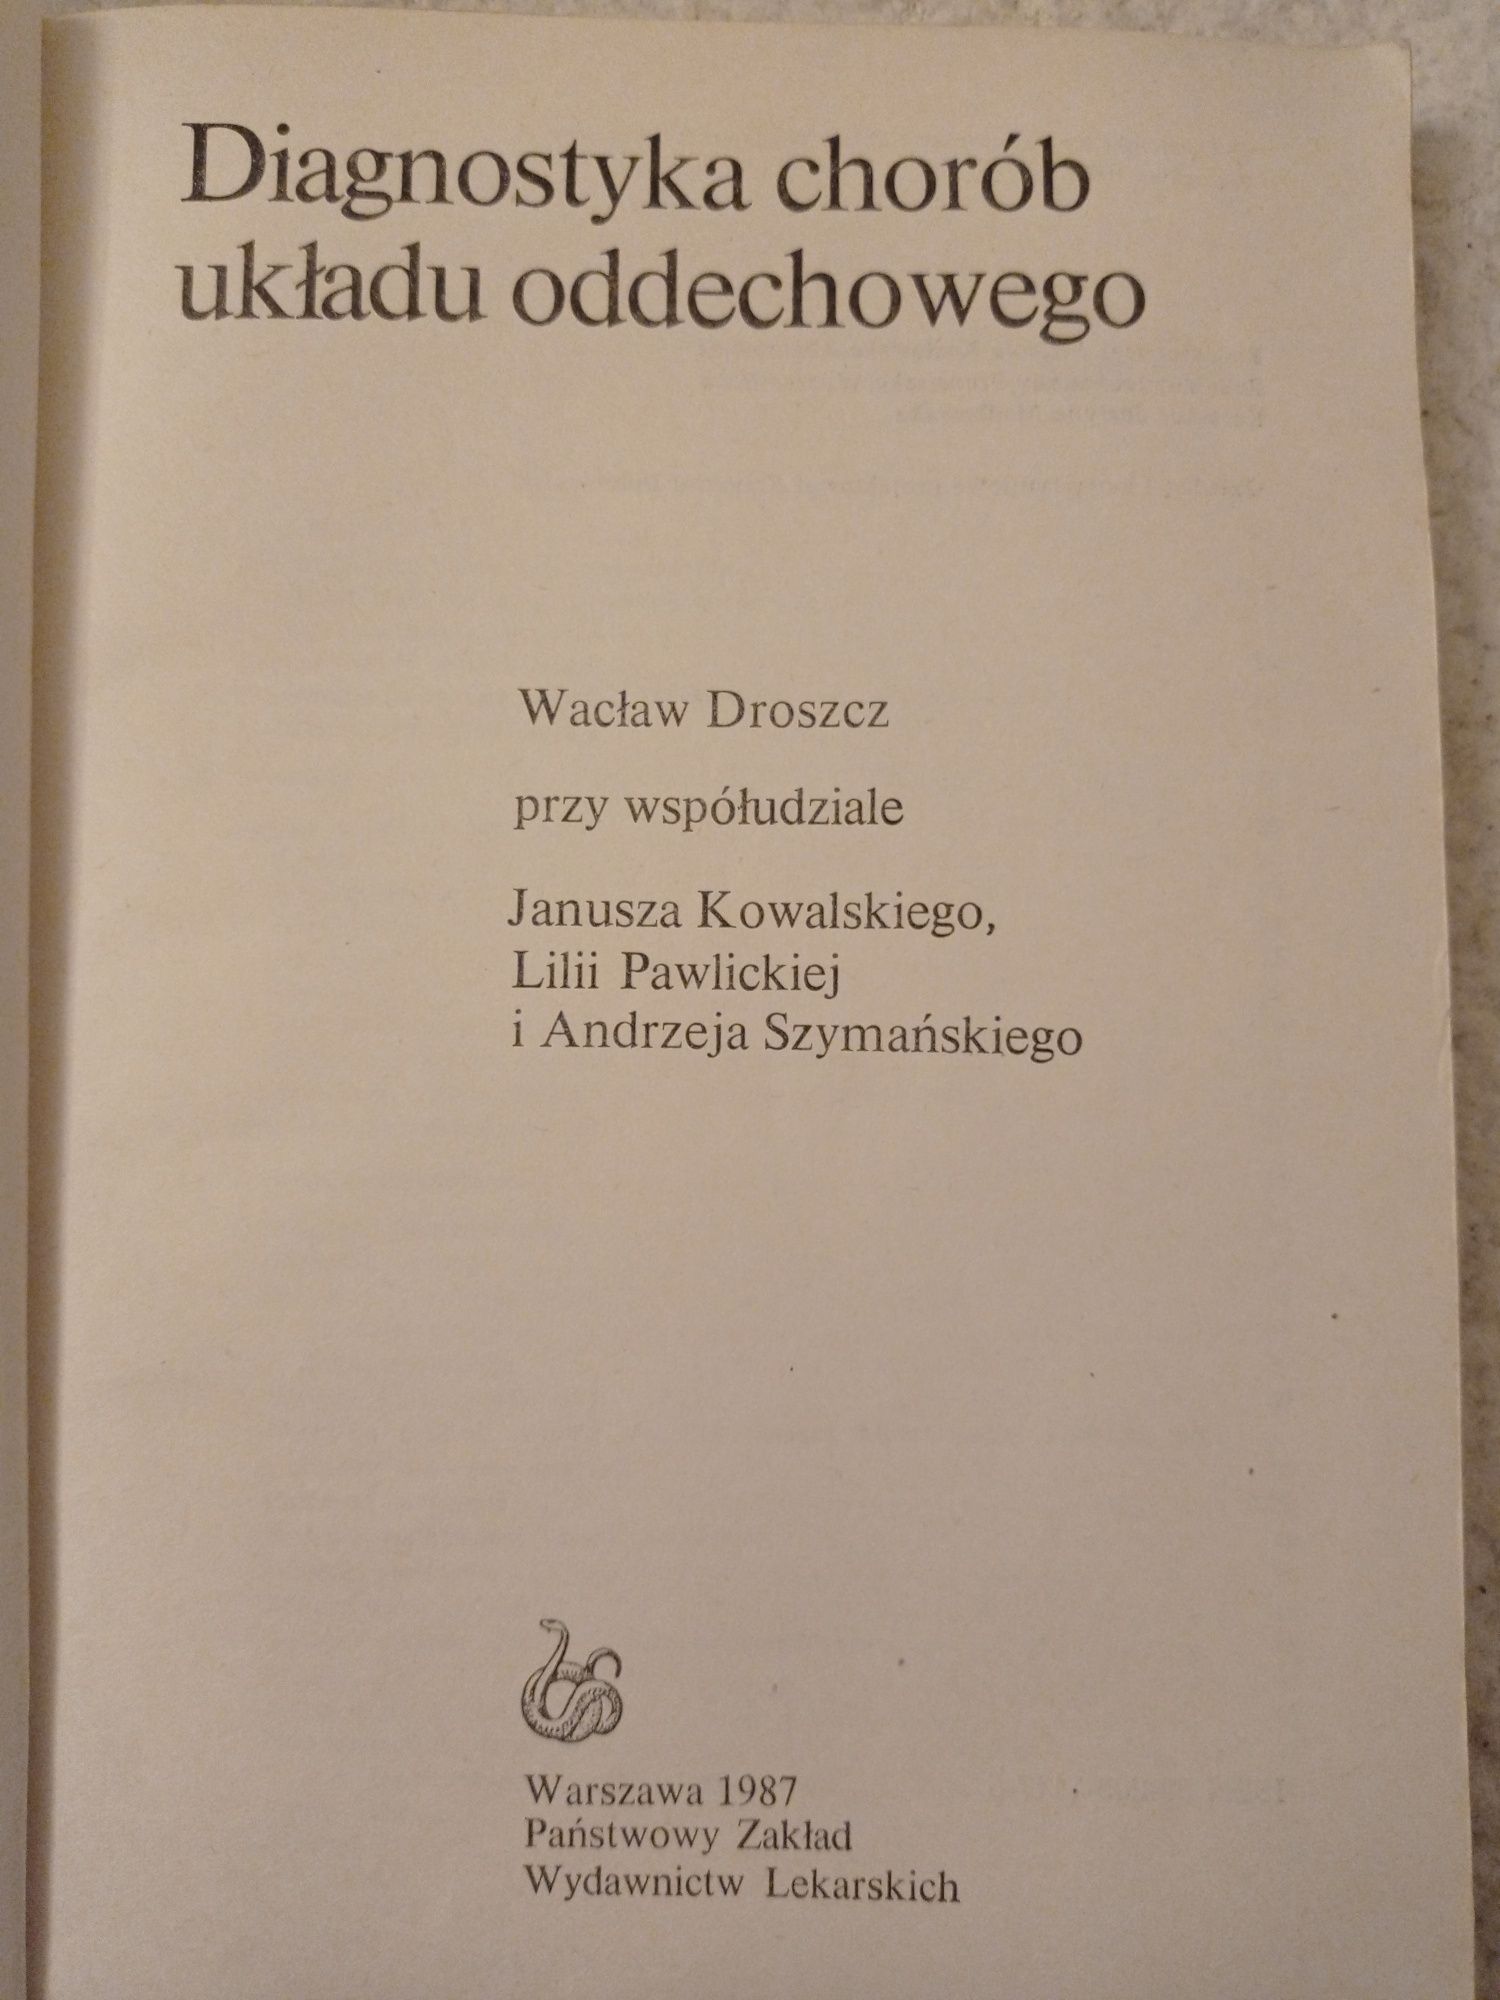 Diagnostyka chorób
układu oddechowego
Wacław Droszcz
przy współudziale
Janusza Kowalskiego,
Lilii Pawlickiej
i Andrzeja Szymańskiego
Warszawa 1987
Państwowy Zakład
Wydawnictw Lekarskich